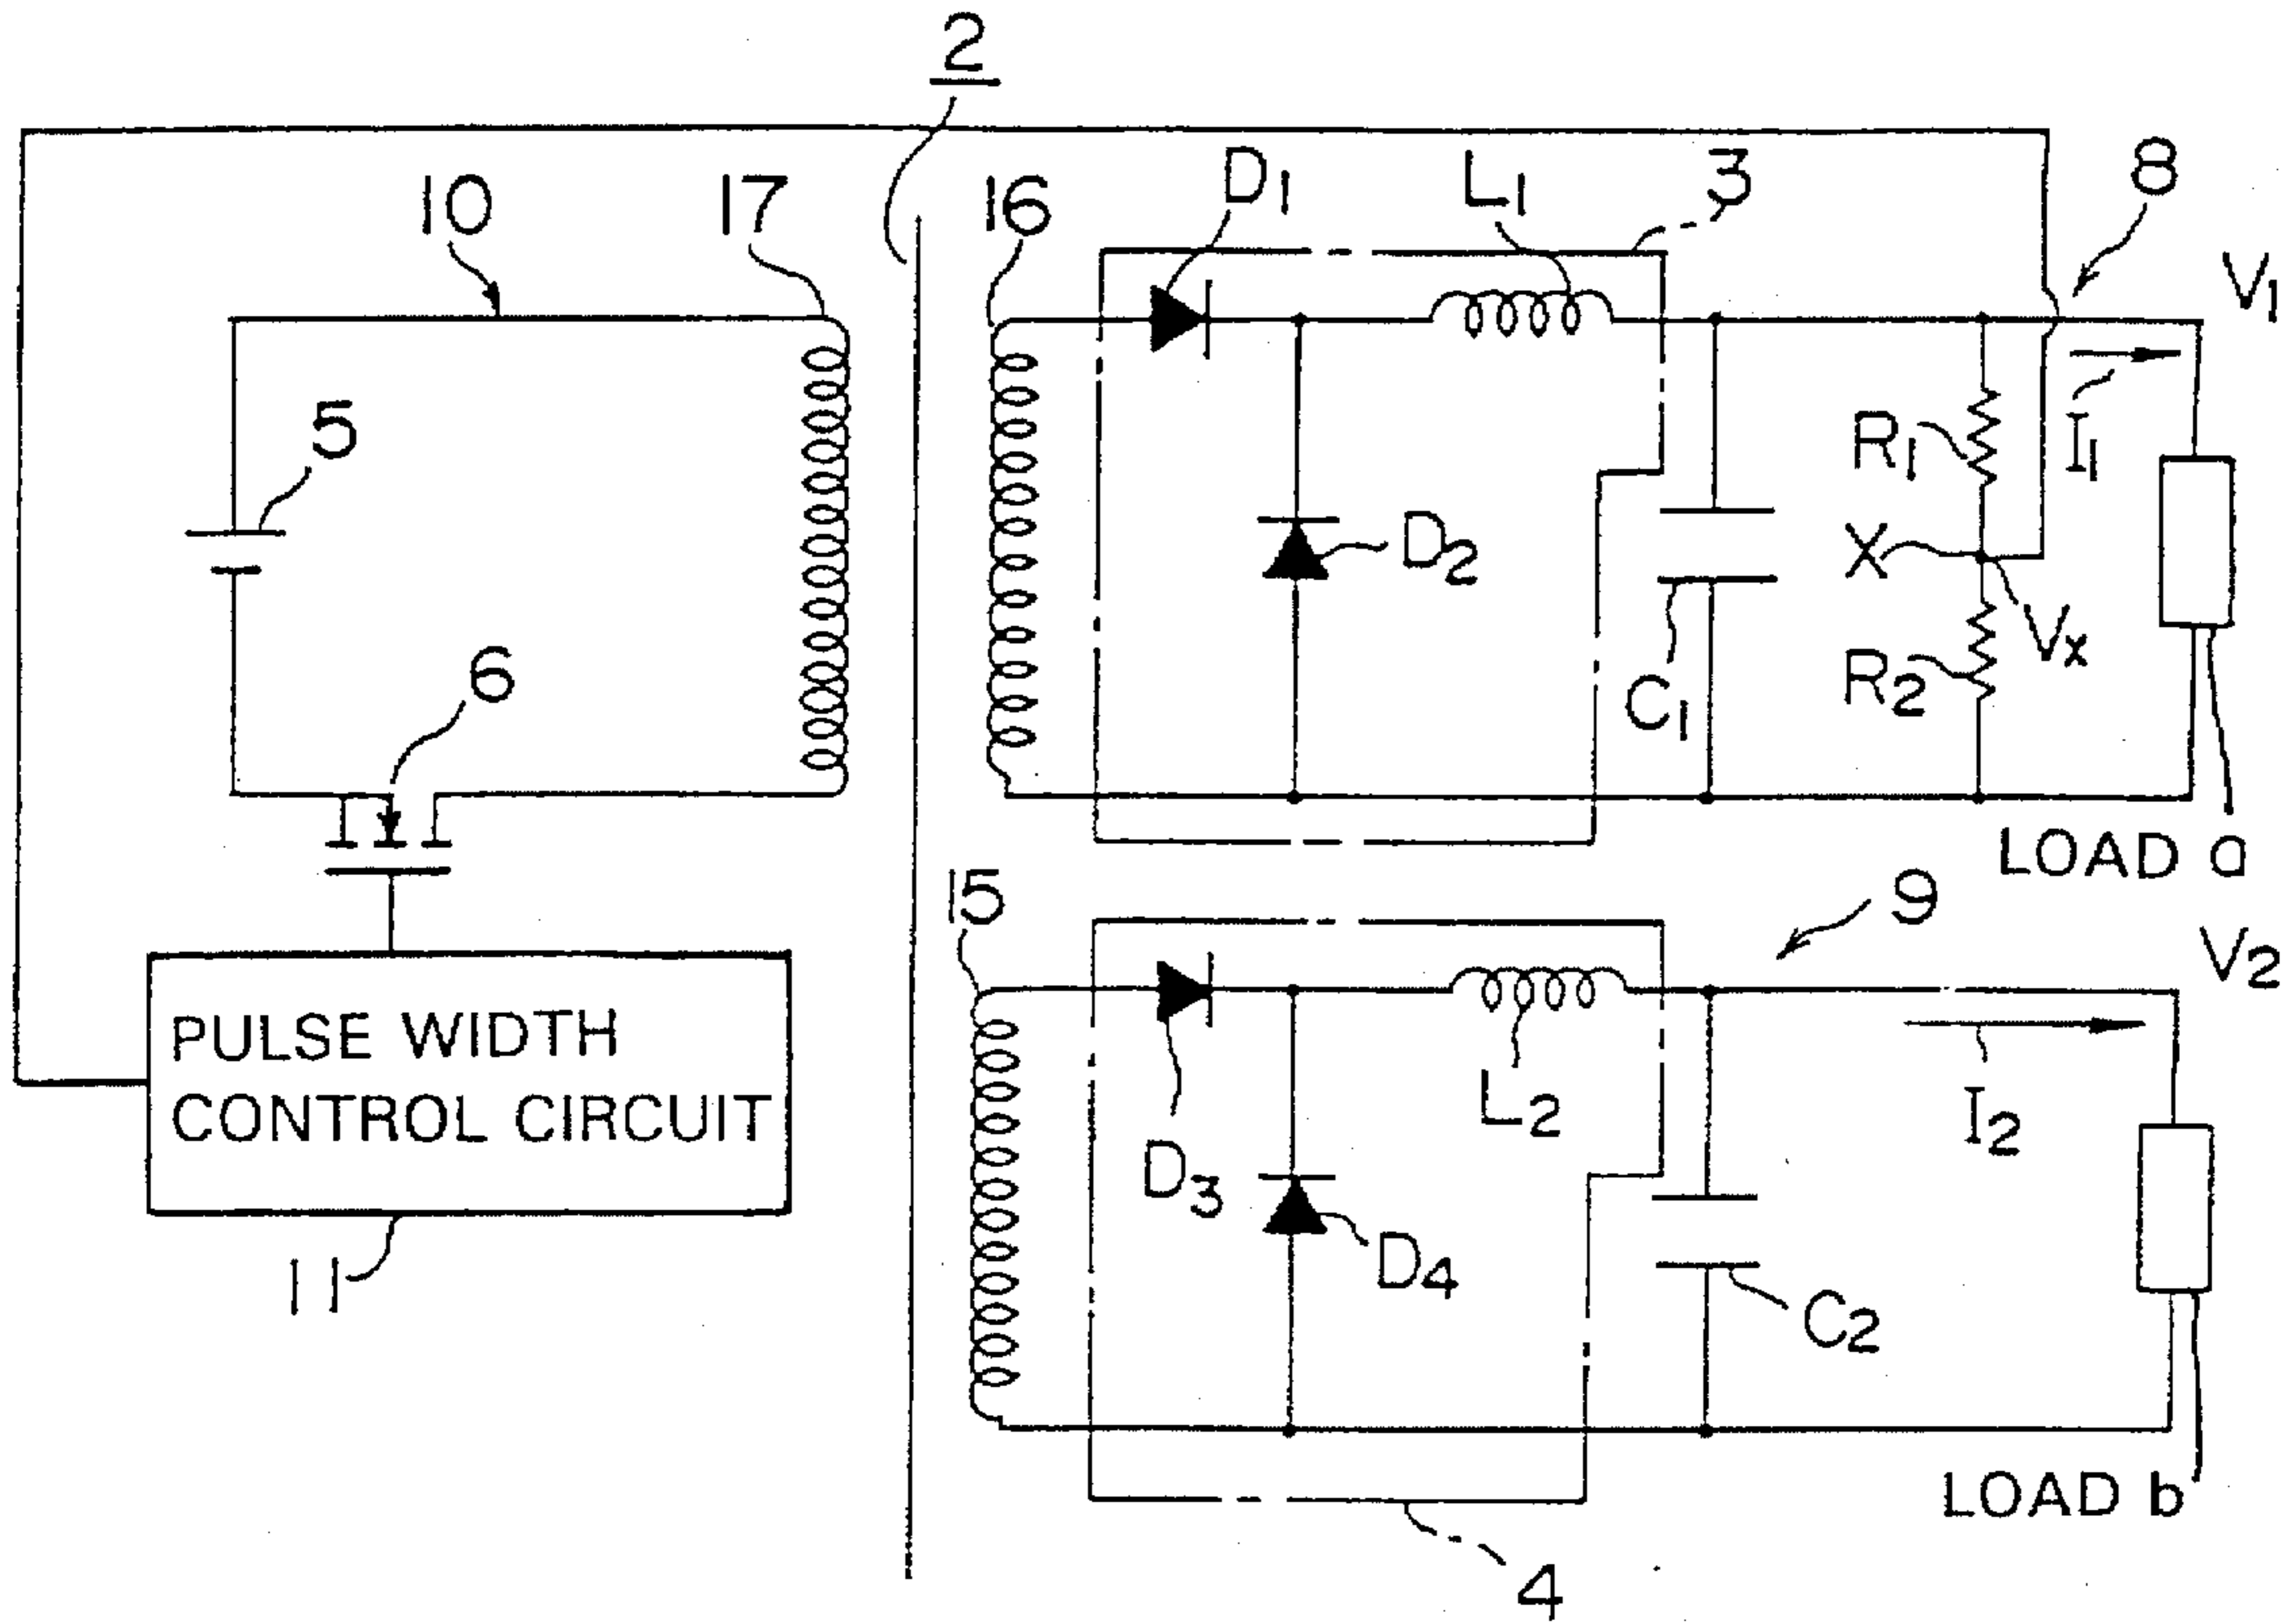 2
10
17
16
D1
L1
3
8
V1
5
R1
I1
X
D2
Vx
6
C1
R2
LOAD a
15
9
V2
PULSE WIDTH
CONTROL CIRCUIT
D3
L2
I2
11
D4
C2
LOAD b
4